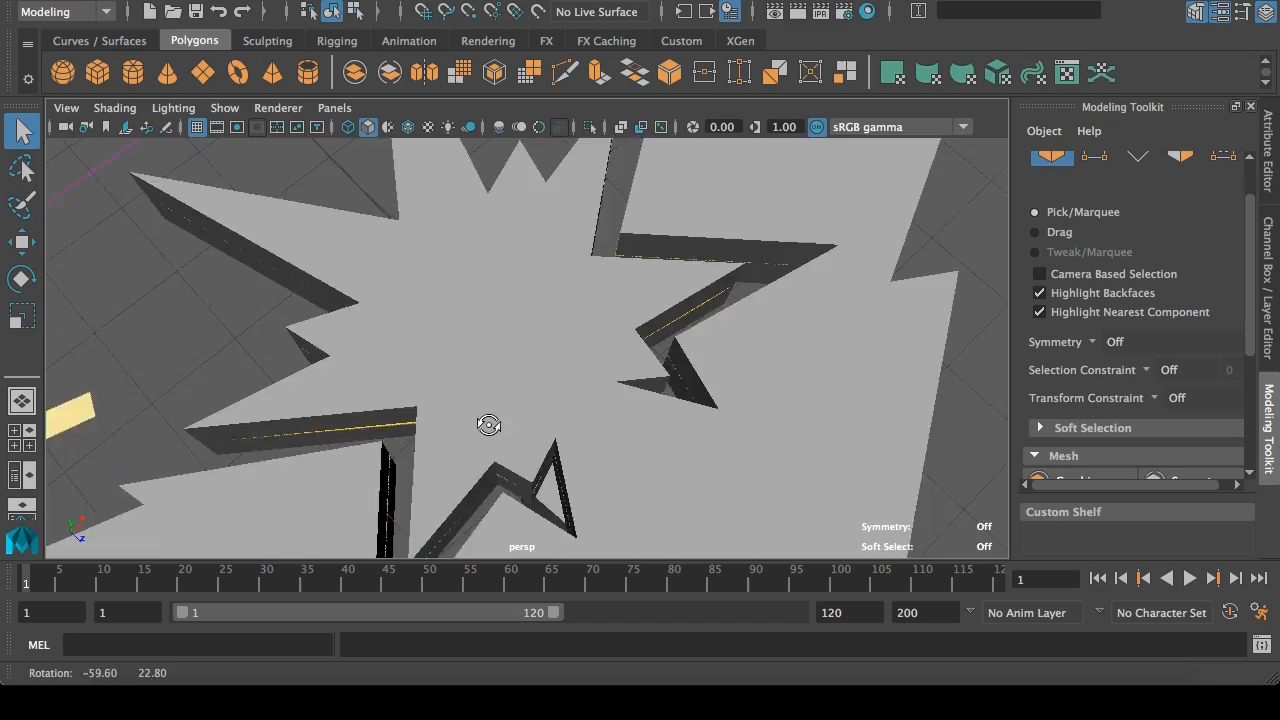 Modeling
No Live Surface
Curves / Surfaces Polygons Sculpting Rigging Animation Rendering FX FX Caching Custom XGen
View Shading Lighting Show Renderer Panels
0.00 1.00 ON sRGB gamma
Modeling Toolkit
Object Help
Pick/Marquee
Drag
Tweak/Marquee
Camera Based Selection
Highlight Backfaces
Highlight Nearest Component
Symmetry Off
Selection Constraint Off 0
Transform Constraint Off
Soft Selection
Mesh
Custom Shelf
Attribute Editor
Channel Box / Layer Editor
Modeling Toolkit
IPR
y
z
persp
Symmetry: Off
Soft Select: Off
1 5 10 15 20 25 30 35 40 45 50 55 60 65 70 75 80 85 90 95 100 105 110 115 12
1
1 1 1 120 120 200 No Anim Layer No Character Set
MEL
Rotation: -59.60 22.80